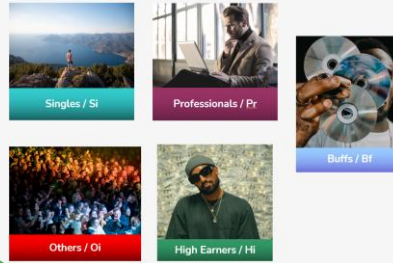 Singles / Si
Professionals / Pr
Buffs / Bf
Others / Oi
High Earners / Hi